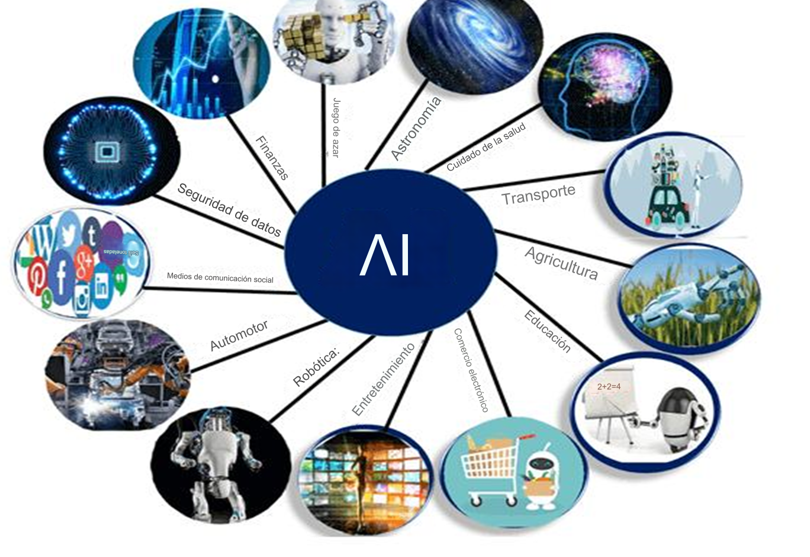 Juego de azar
Astronomía
Cuidado de la salud
Transporte
Agricultura
Educación
2+2=4
Comercio electrónico
Entretenimiento
Robótica:
Automotor
Medios de comunicación social
Seguridad de datos
Finanzas
AI